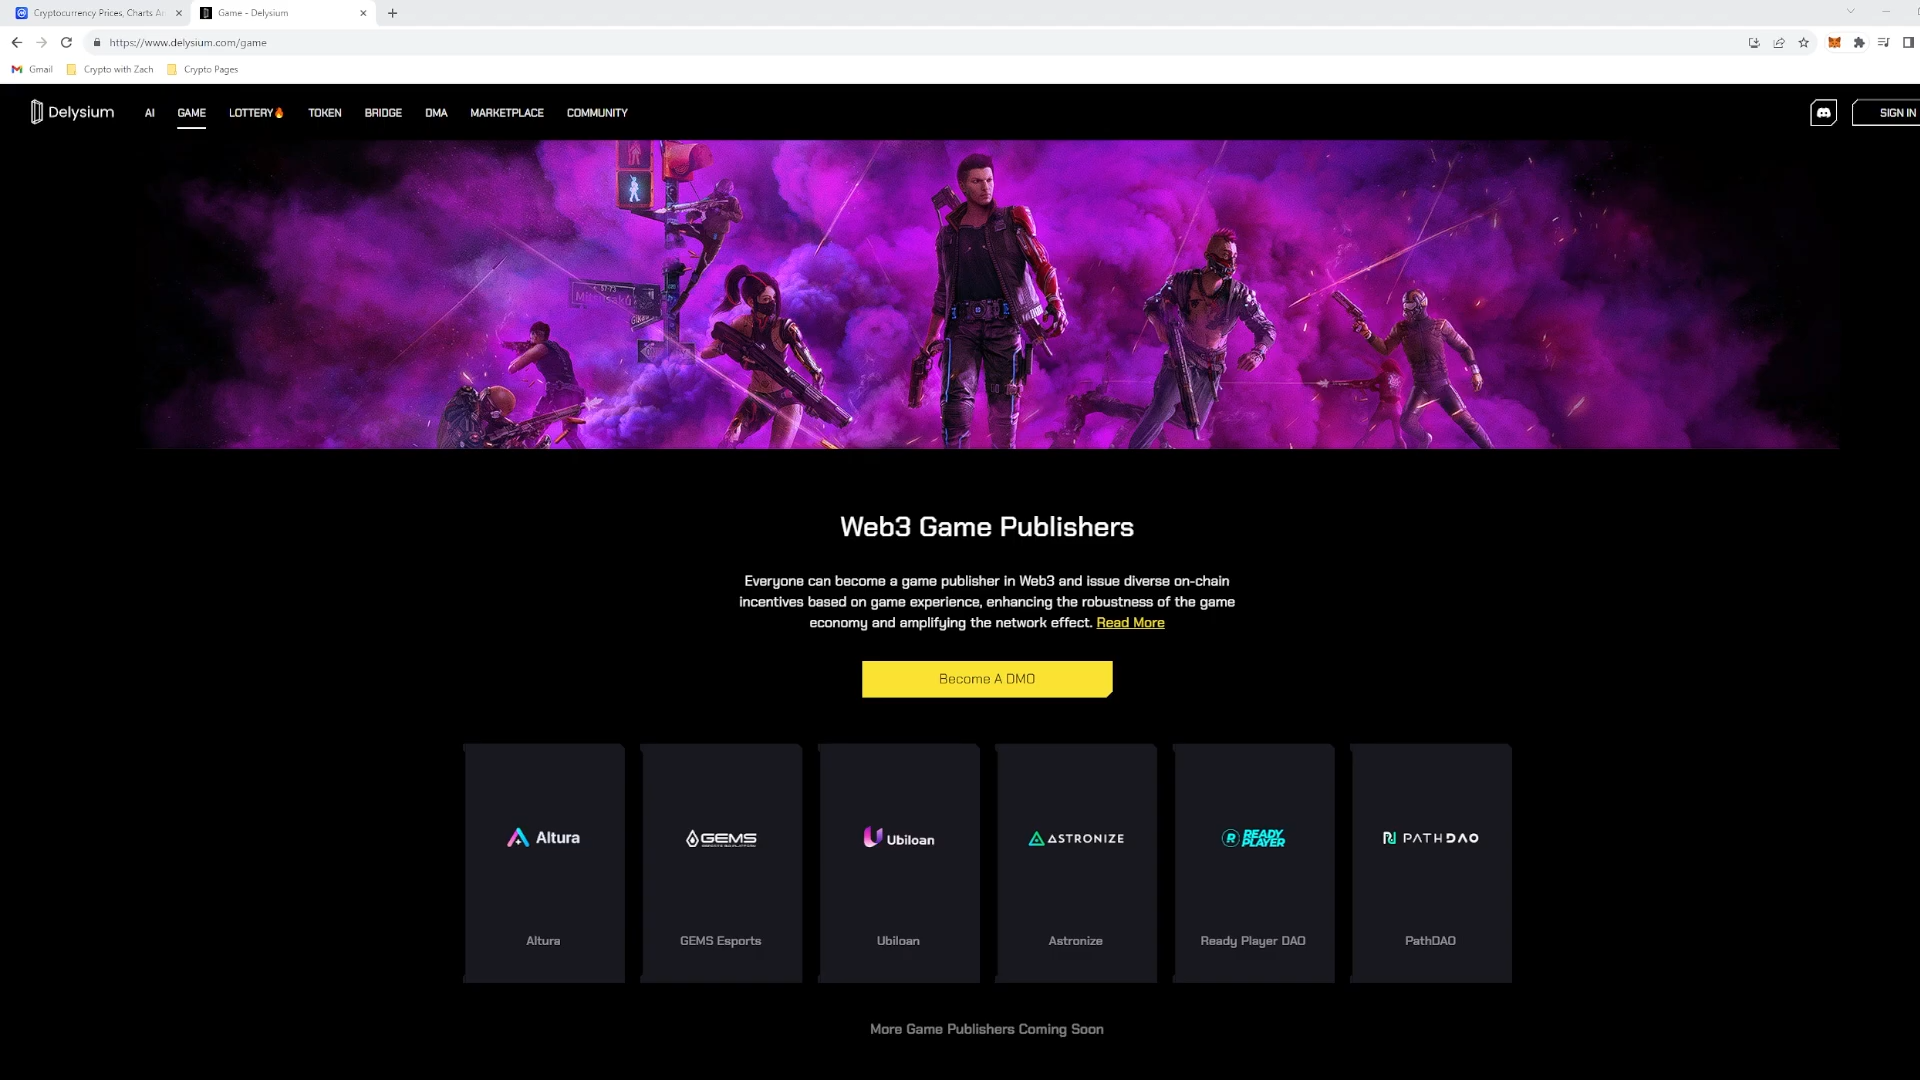 Cryptocurrency Prices, Charts An
Game - Delysium
https://www.delysium.com/game
Gmail
Crypto with Zach
Crypto Pages
Delysium
AI
GAME
LOTTERY🔥
TOKEN
BRIDGE
DMA
MARKETPLACE
COMMUNITY
SIGN IN
Web3 Game Publishers
Everyone can become a game publisher in Web3 and issue diverse on-chain
incentives based on game experience, enhancing the robustness of the game
economy and amplifying the network effect. Read More
Become A DMO
Altura
GEMS
Ubiloan
ASTRONIZE
READY
PLAYER
PATHDAO
Altura
GEMS Esports
Ubiloan
Astronize
Ready Player DAO
PathDAO
More Game Publishers Coming Soon